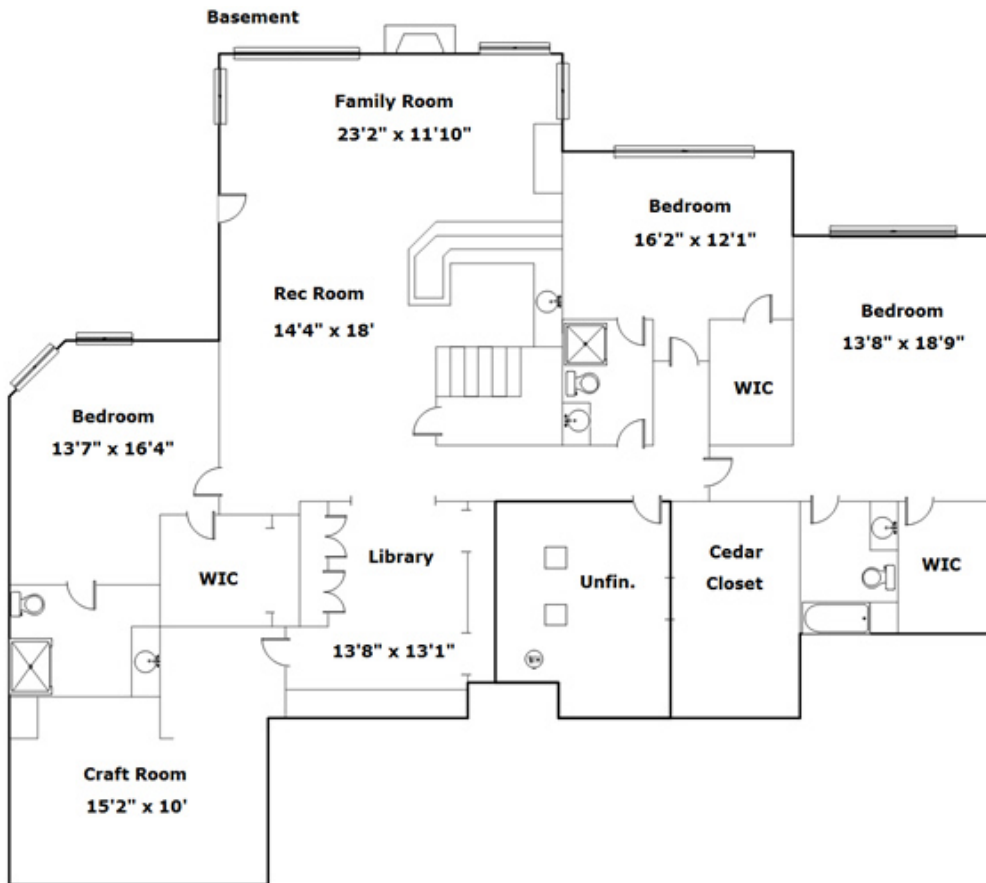 Basement
Family Room
23'2" x 11'10"
Bedroom
16'2" x 12'1"
Rec Room
14'4" x 18'
Bedroom
13'8" x 18'9"
WIC
Bedroom
13'7" x 16'4"
Library
13'8" x 13'1"
WIC
Unfin.
Cedar
Closet
WIC
Craft Room
15'2" x 10'